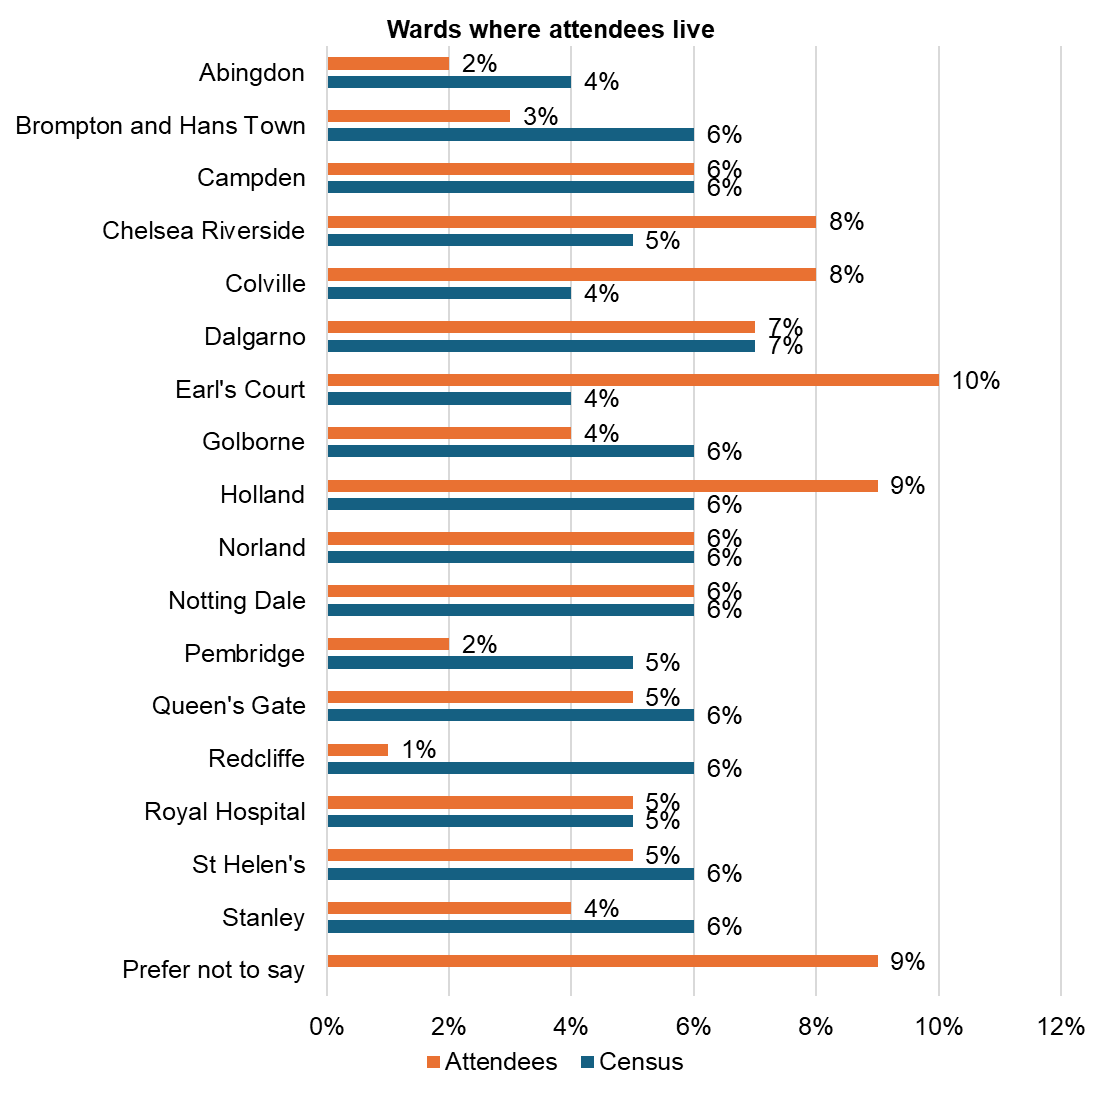 Wards where attendees live
Abingdon
2%
4%
Brompton and Hans Town
3%
6%
Campden
6%
6%
Chelsea Riverside
8%
5%
Colville
8%
4%
Dalgarno
7%
7%
Earl's Court
10%
4%
Golborne
4%
6%
Holland
9%
6%
Norland
6%
6%
Notting Dale
6%
6%
Pembridge
2%
5%
Queen's Gate
5%
6%
Redcliffe
1%
6%
Royal Hospital
5%
5%
St Helen's
5%
6%
Stanley
4%
6%
Prefer not to say
9%
0% 2% 4% 6% 8% 10% 12%
Attendees Census